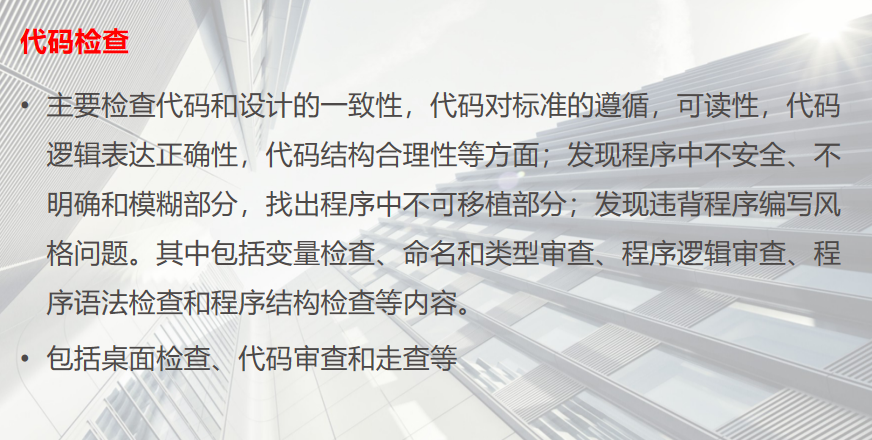 代码检查
• 主要检查代码和设计的一致性，代码对标准的遵循，可读性，代码
逻辑表达正确性，代码结构合理性等方面；发现程序中不安全、不
明确和模糊部分，找出程序中不可移植部分；发现违背程序编写风
格问题。其中包括变量检查、命名和类型审查、程序逻辑审查、程
序语法检查和程序结构检查等内容。
• 包括桌面检查、代码审查和走查等